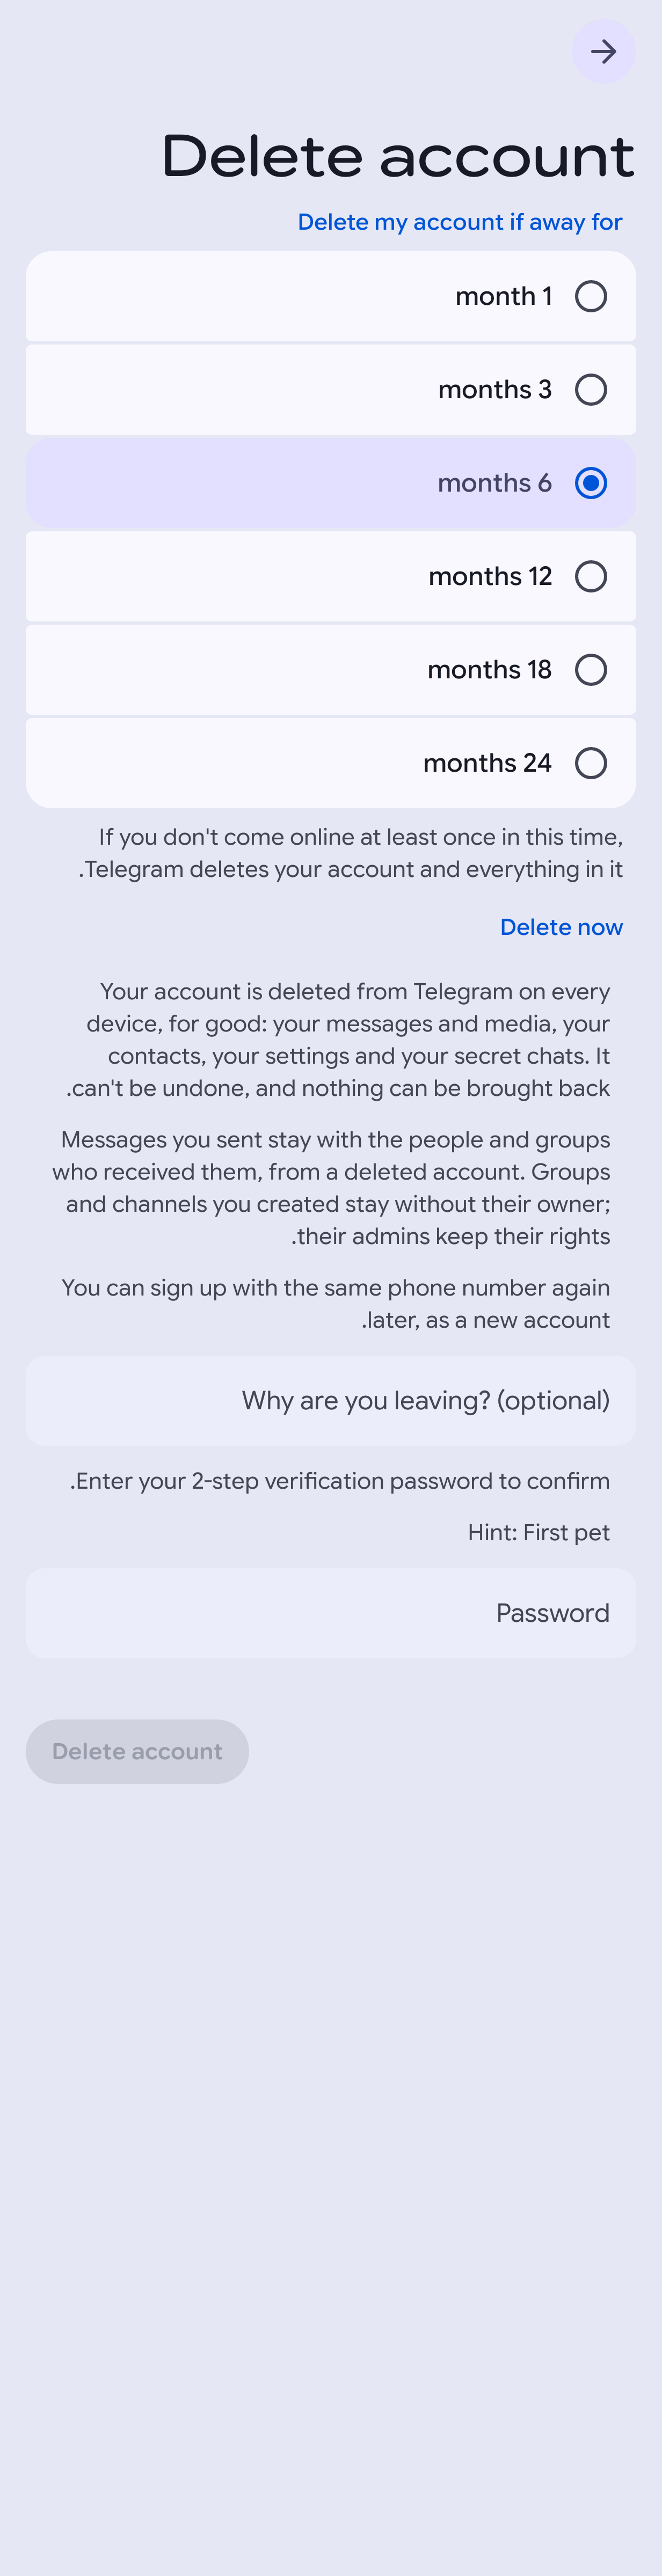 Delete account
Delete my account if away for
month 1
months 3
months 6
months 12
months 18
months 24
If you don't come online at least once in this time,
.Telegram deletes your account and everything in it
Delete now
Your account is deleted from Telegram on every
device, for good: your messages and media, your
contacts, your settings and your secret chats. It
.can't be undone, and nothing can be brought back
Messages you sent stay with the people and groups
who received them, from a deleted account. Groups
and channels you created stay without their owner;
.their admins keep their rights
You can sign up with the same phone number again
.later, as a new account
Why are you leaving? (optional)
.Enter your 2-step verification password to confirm
Hint: First pet
Password
Delete account